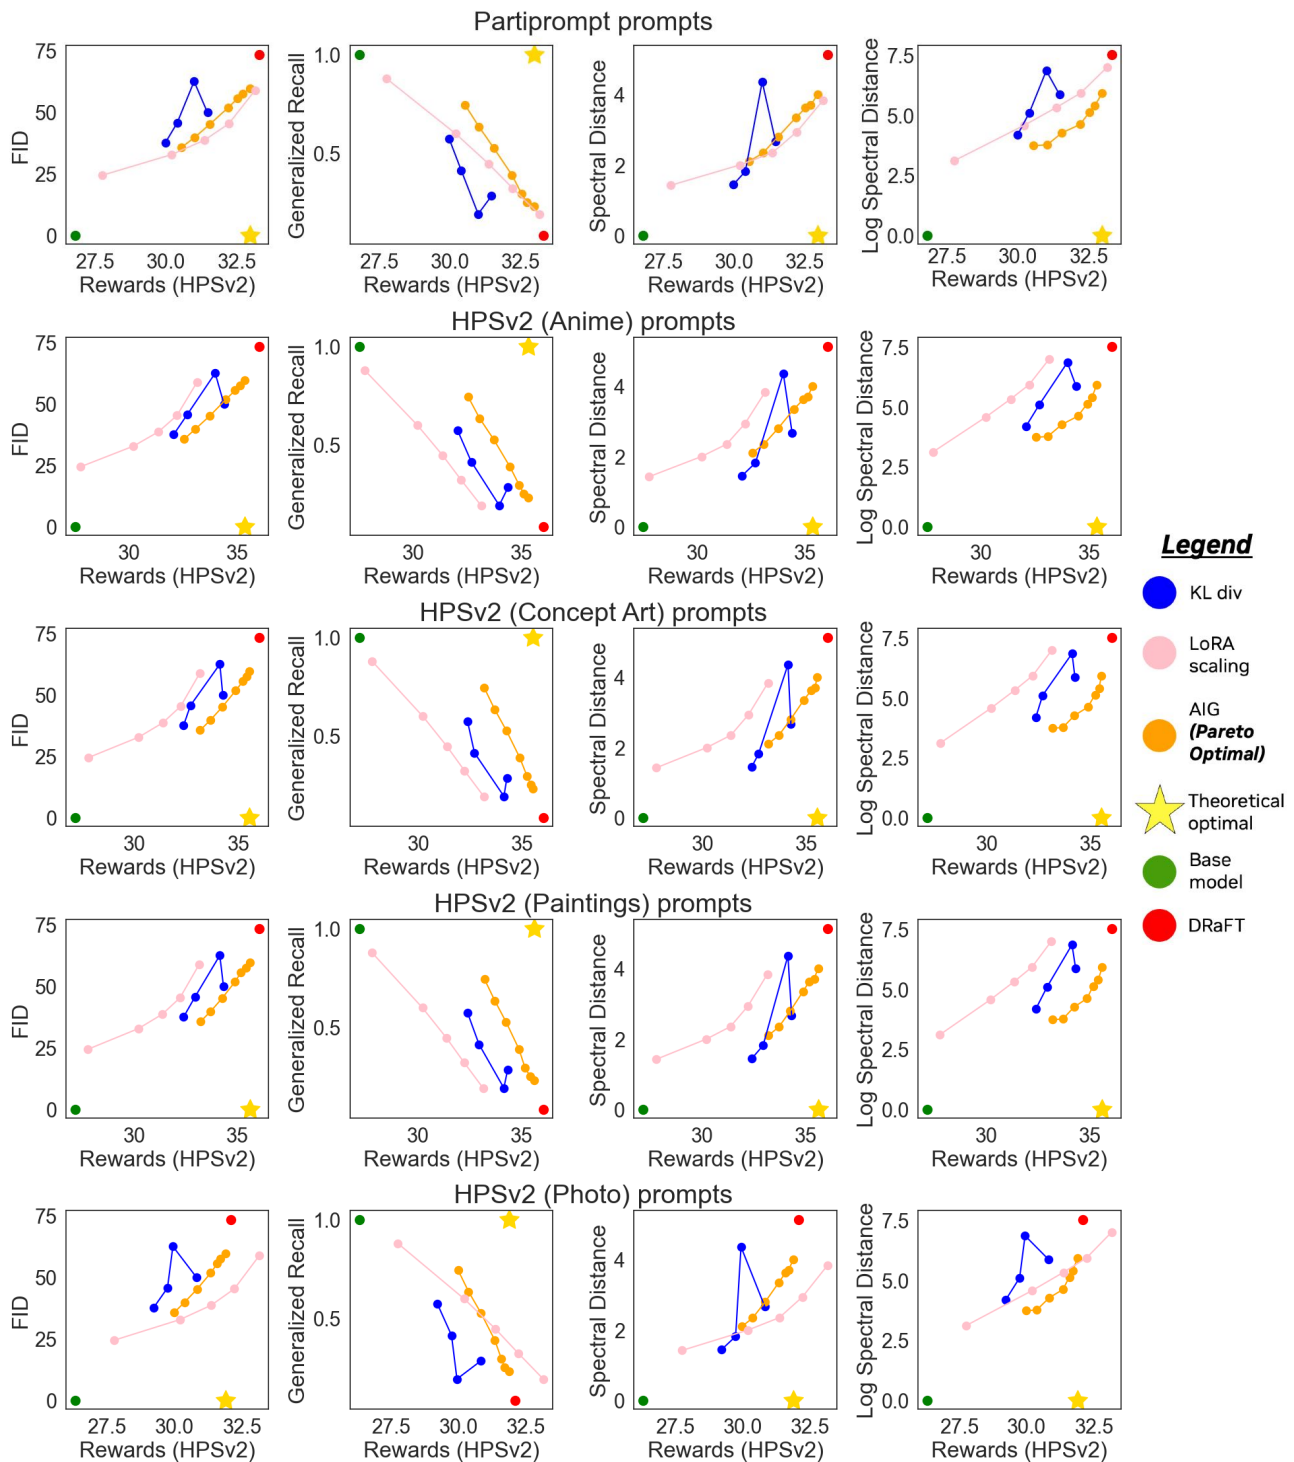 Partiprompt prompts
75
50
25
0
FID
27.5 30.0 32.5
Rewards (HPSv2)
1.0
0.5
Generalized Recall
27.5 30.0 32.5
Rewards (HPSv2)
4
2
0
Spectral Distance
27.5 30.0 32.5
Rewards (HPSv2)
7.5
5.0
2.5
0.0
Log Spectral Distance
27.5 30.0 32.5
Rewards (HPSv2)
HPSv2 (Anime) prompts
75
50
25
0
FID
30 35
Rewards (HPSv2)
1.0
0.5
Generalized Recall
30 35
Rewards (HPSv2)
4
2
0
Spectral Distance
30 35
Rewards (HPSv2)
7.5
5.0
2.5
0.0
Log Spectral Distance
30 35
Rewards (HPSv2)
HPSv2 (Concept Art) prompts
75
50
25
0
FID
30 35
Rewards (HPSv2)
1.0
0.5
Generalized Recall
30 35
Rewards (HPSv2)
4
2
0
Spectral Distance
30 35
Rewards (HPSv2)
7.5
5.0
2.5
0.0
Log Spectral Distance
30 35
Rewards (HPSv2)
HPSv2 (Paintings) prompts
75
50
25
0
FID
30 35
Rewards (HPSv2)
1.0
0.5
Generalized Recall
30 35
Rewards (HPSv2)
4
2
0
Spectral Distance
30 35
Rewards (HPSv2)
7.5
5.0
2.5
0.0
Log Spectral Distance
30 35
Rewards (HPSv2)
HPSv2 (Photo) prompts
75
50
25
0
FID
27.5 30.0 32.5
Rewards (HPSv2)
1.0
0.5
Generalized Recall
27.5 30.0 32.5
Rewards (HPSv2)
4
2
0
Spectral Distance
27.5 30.0 32.5
Rewards (HPSv2)
7.5
5.0
2.5
0.0
Log Spectral Distance
27.5 30.0 32.5
Rewards (HPSv2)
Legend
KL div
LoRA
scaling
AIG
(Pareto
Optimal)
Theoretical
optimal
Base
model
DRaFT